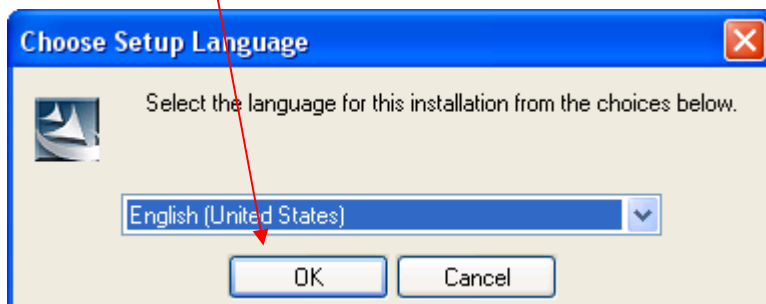 Choose Setup Language
Select the language for this installation from the choices below.
English (United States)
OK Cancel